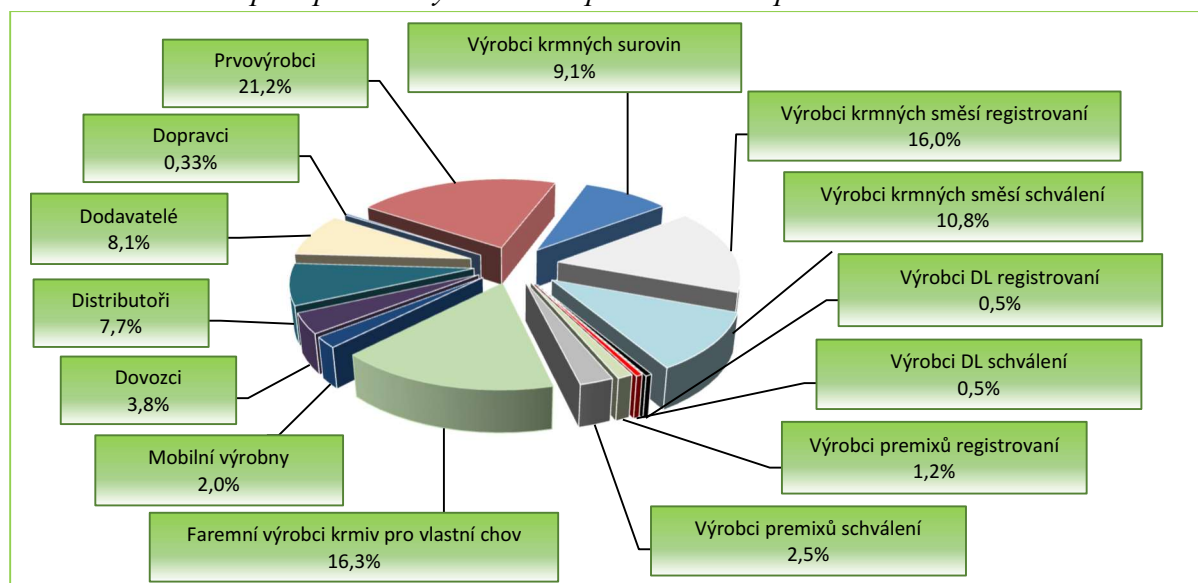 Výrobci krmných surovin
9,1%
Prvovýrobci
21,2%
Výrobci krmných směsí registrovaní
16,0%
Dopravci
0,33%
Výrobci krmných směsí schválení
10,8%
Dodavatelé
8,1%
Výrobci DL registrovaní
0,5%
Distributoři
7,7%
Výrobci DL schválení
0,5%
Dovozci
3,8%
Výrobci premixů registrovaní
1,2%
Mobilní výrobny
2,0%
Výrobci premixů schválení
2,5%
Faremní výrobci krmiv pro vlastní chov
16,3%